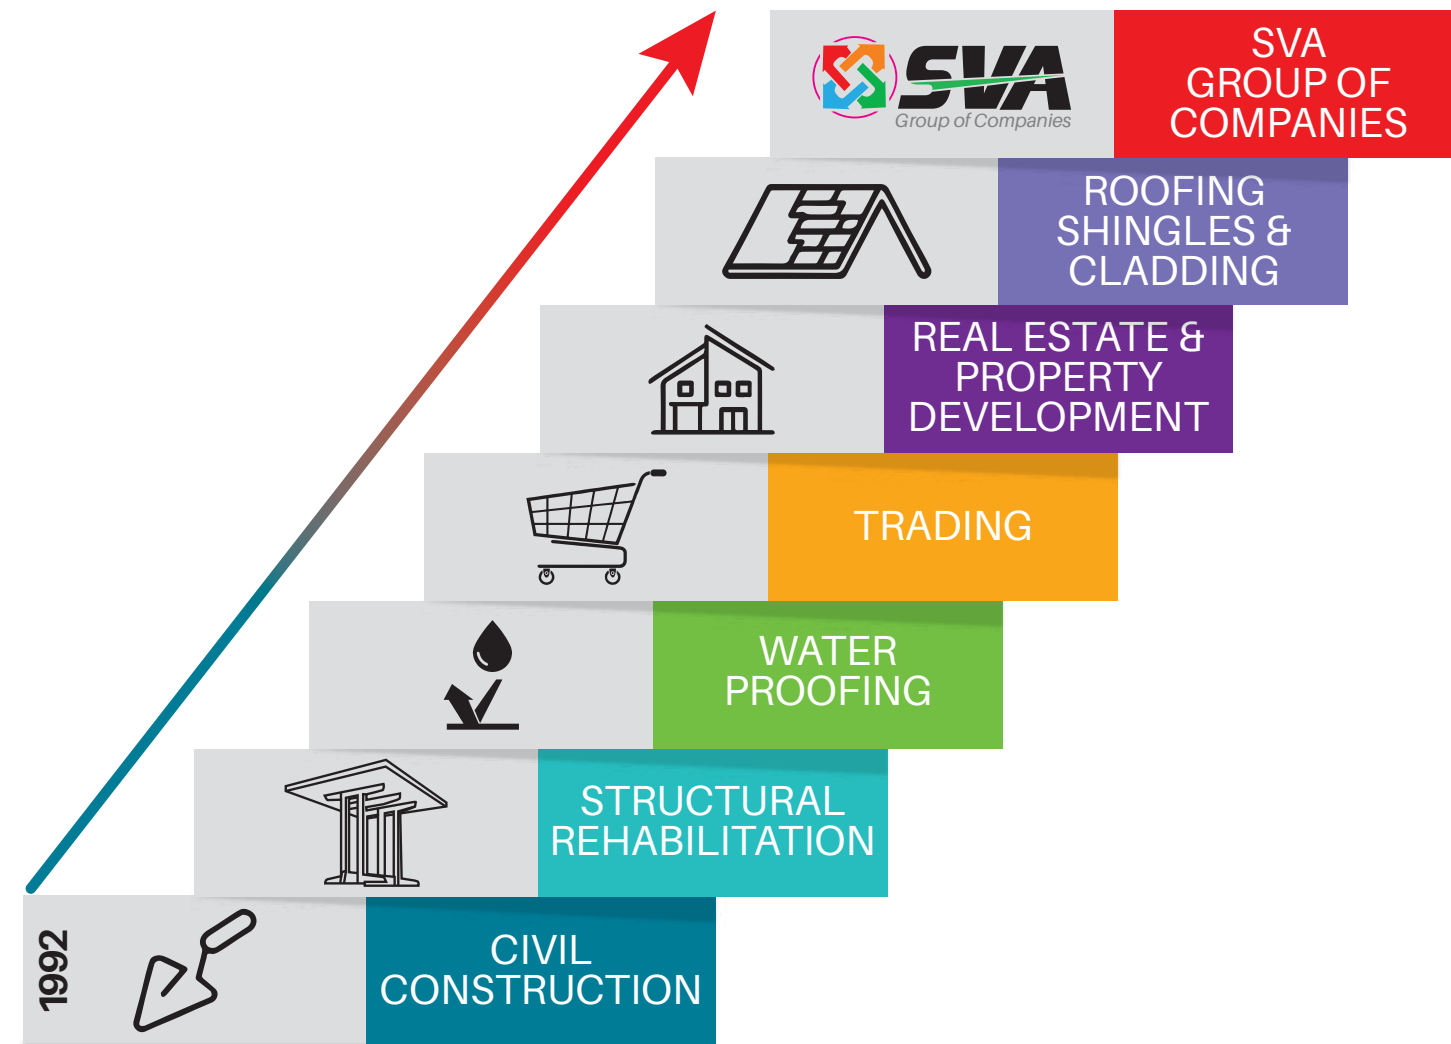 SVA
Group of Companies
SVA
GROUP OF
COMPANIES
ROOFING
SHINGLES &
CLADDING
REAL ESTATE &
PROPERTY
DEVELOPMENT
TRADING
WATER
PROOFING
STRUCTURAL
REHABILITATION
1992
CIVIL
CONSTRUCTION